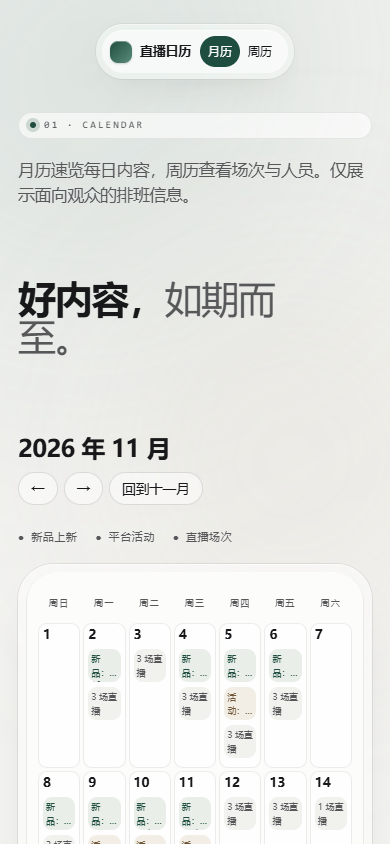 直播日历 月历 周历
01 · CALENDAR
月历速览每日内容，周历查看场次与人员。仅展
示面向观众的排班信息。
好内容，如期而
至。
2026 年 11 月
← → 回到十一月
• 新品上新 • 平台活动 • 直播场次
周日 周一 周二 周三 周四 周五 周六
1 2 3 4 5 6 7
新
品：…
3 场直
播
3 场直
播
新
品：…
3 场直
播
新
品：…
活
动：…
3 场直
播
新
品：…
3 场直
播
8 9 10 11 12 13 14
新
品：…
新
品：…
新
品：…
新
品：…
3 场直
播
3 场直
播
1 场直
播